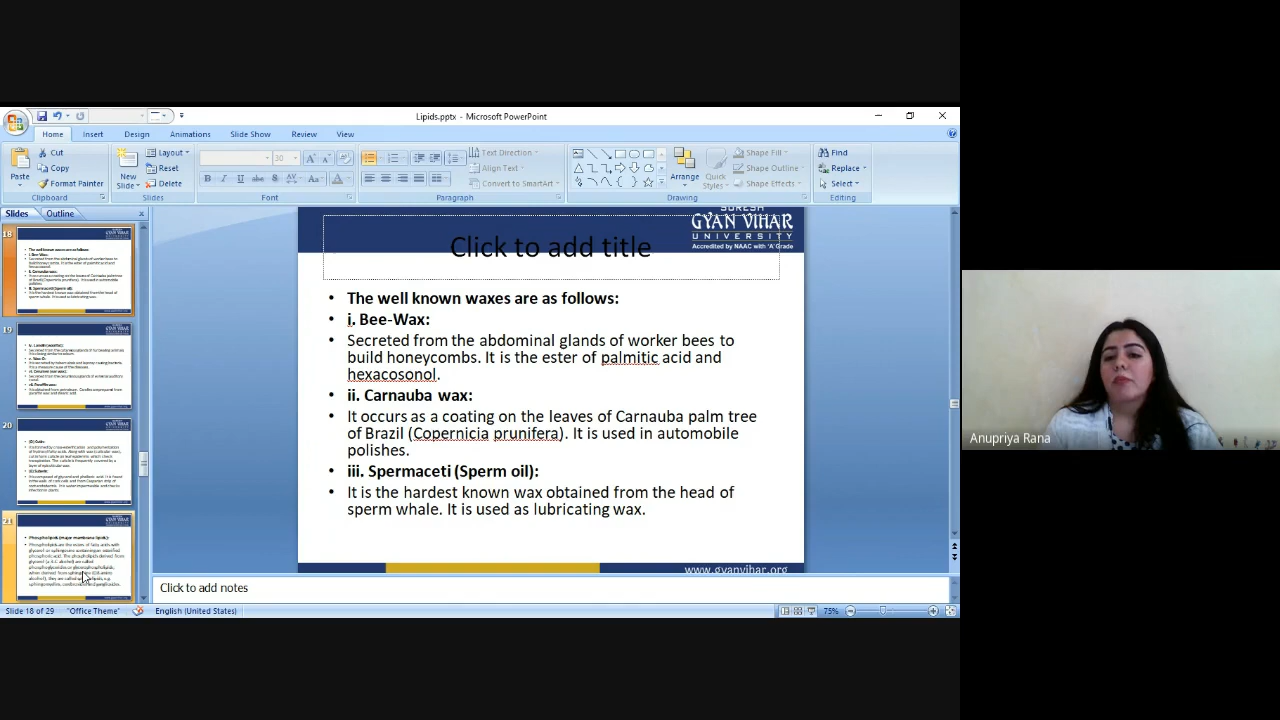 Lipids.pptx - Microsoft PowerPoint
Home Insert Design Animations Slide Show Review View
Paste
Cut
Copy
Format Painter
Clipboard
New
Slide
Layout
Reset
Delete
Slides
30
Font
Text Direction
Align Text
Convert to SmartArt
Paragraph
Arrange
Quick
Styles
Shape Fill
Shape Outline
Shape Effects
Drawing
Find
Replace
Select
Editing
Slides Outline
18
19
20
21
SURESH
GYAN VIHAR
UNIVERSITY
Accredited by NAAC with 'A' Grade
Click to add title
• The well known waxes are as follows:
• i. Bee-Wax:
• Secreted from the abdominal glands of worker bees to
build honeycombs. It is the ester of palmitic acid and
hexacosonol.
• ii. Carnauba wax:
• It occurs as a coating on the leaves of Carnauba palm tree
of Brazil (Copernicia prunifera). It is used in automobile
polishes.
• iii. Spermaceti (Sperm oil):
• It is the hardest known wax obtained from the head of
sperm whale. It is used as lubricating wax.
www.gyanvihar.org
Click to add notes
Slide 18 of 29 "Office Theme" English (United States) 75%
Anupriya Rana